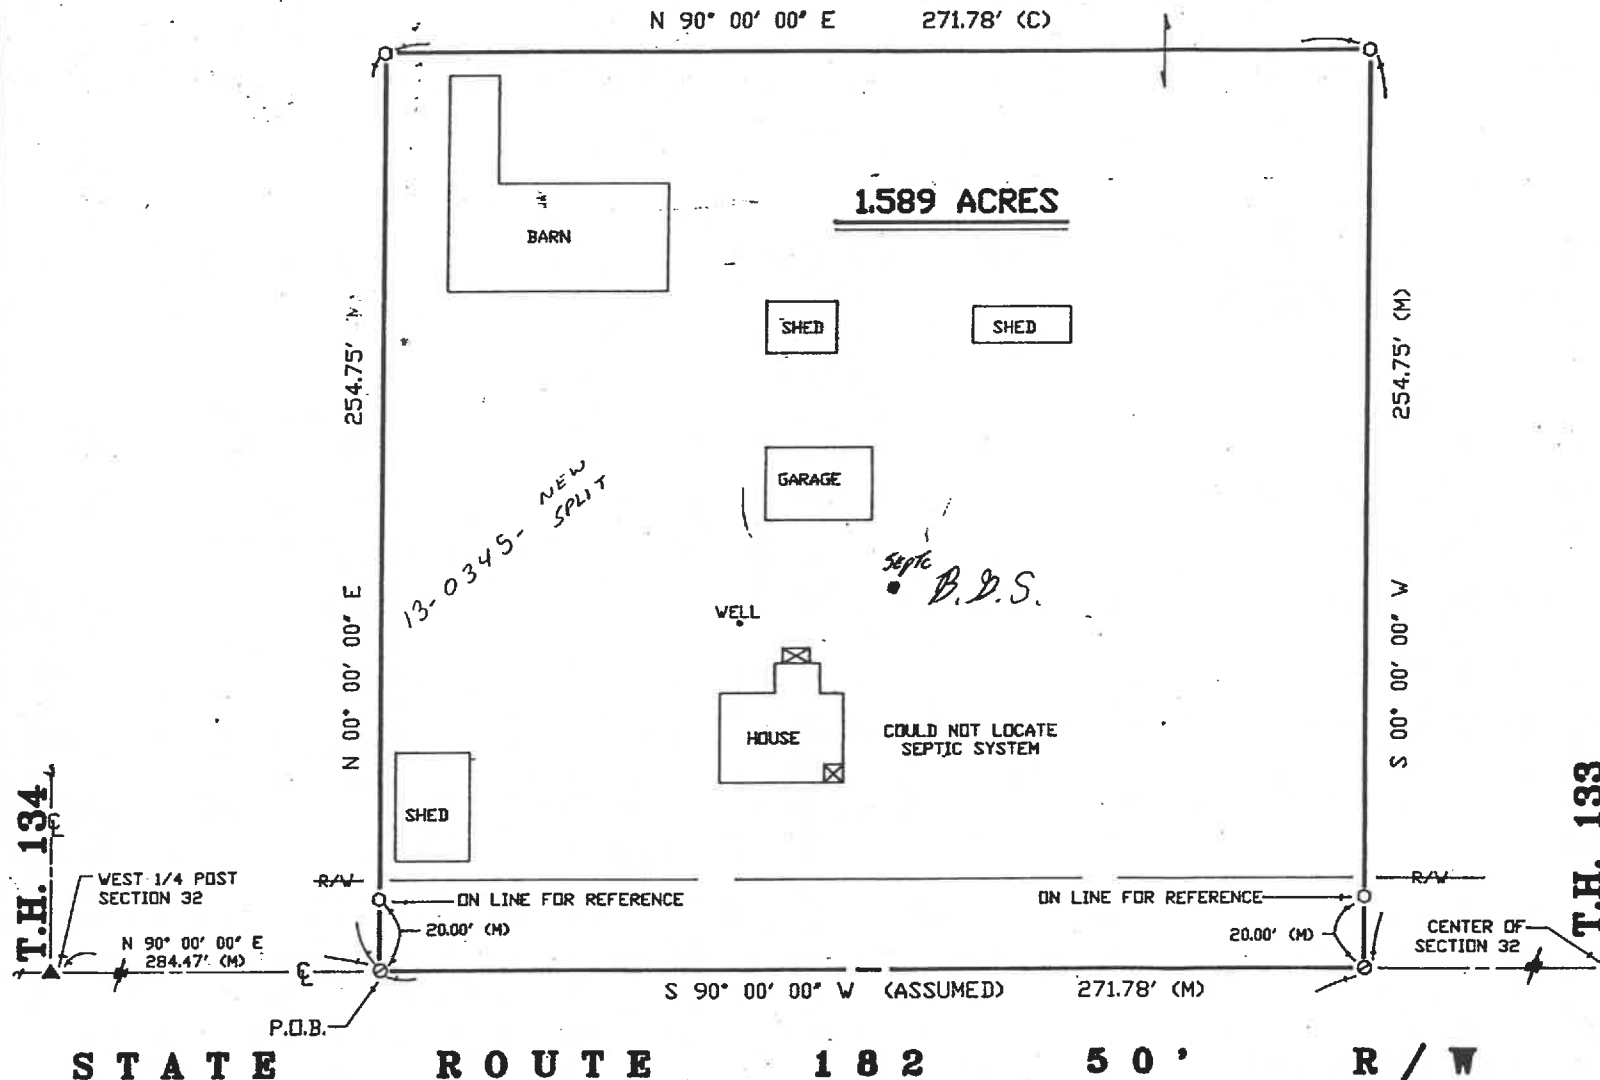 N 90° 00' 00" E 271.78' (C)
1.589 ACRES
BARN
SHED
SHED
254.75' (M)
254.75' (M)
GARAGE
13-0345- NEW
SPLIT
SEPTC
B.D.S.
WELL
N 00° 00' 00" E
S 00° 00' 00" W
HOUSE
COULD NOT LOCATE
SEPTIC SYSTEM
SHED
T.H. 134
T.H. 133
WEST 1/4 POST
SECTION 32
R/W
R/W
ON LINE FOR REFERENCE
ON LINE FOR REFERENCE
20.00' (M)
20.00' (M)
CENTER OF
SECTION 32
N 90° 00' 00" E
284.47' (M)
S 90° 00' 00" W (ASSUMED) 271.78' (M)
P.O.B.
STATE ROUTE 182 50' R/W